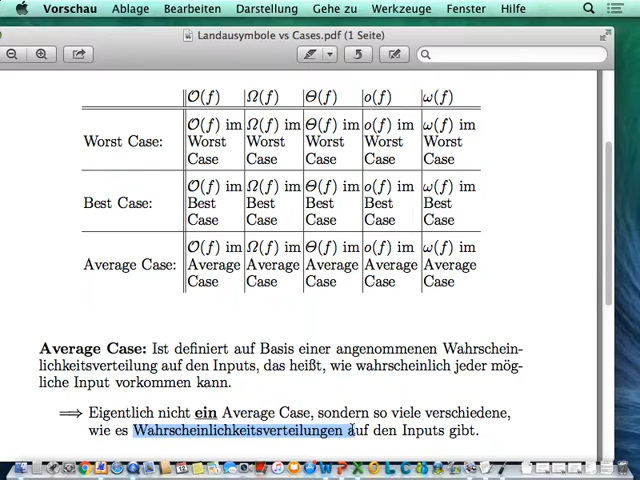 Vorschau Ablage Bearbeiten Darstellung Gehe zu Werkzeuge Fenster Hilfe
Landausymbole vs Cases.pdf (1 Seite)
𝒪(f) Ω(f) Θ(f) o(f) ω(f)
𝒪(f) im Ω(f) im Θ(f) im o(f) im ω(f) im
Worst Case: Worst Worst Worst Worst Worst
Case Case Case Case Case
𝒪(f) im Ω(f) im Θ(f) im o(f) im ω(f) im
Best Case: Best Best Best Best Best
Case Case Case Case Case
𝒪(f) im Ω(f) im Θ(f) im o(f) im ω(f) im
Average Case: Average Average Average Average Average
Case Case Case Case Case
Average Case: Ist definiert auf Basis einer angenommenen Wahrschein-
lichkeitsverteilung auf den Inputs, das heißt, wie wahrscheinlich jeder mög-
liche Input vorkommen kann.
⟹ Eigentlich nicht ein Average Case, sondern so viele verschiedene,
wie es Wahrscheinlichkeitsverteilungen auf den Inputs gibt.